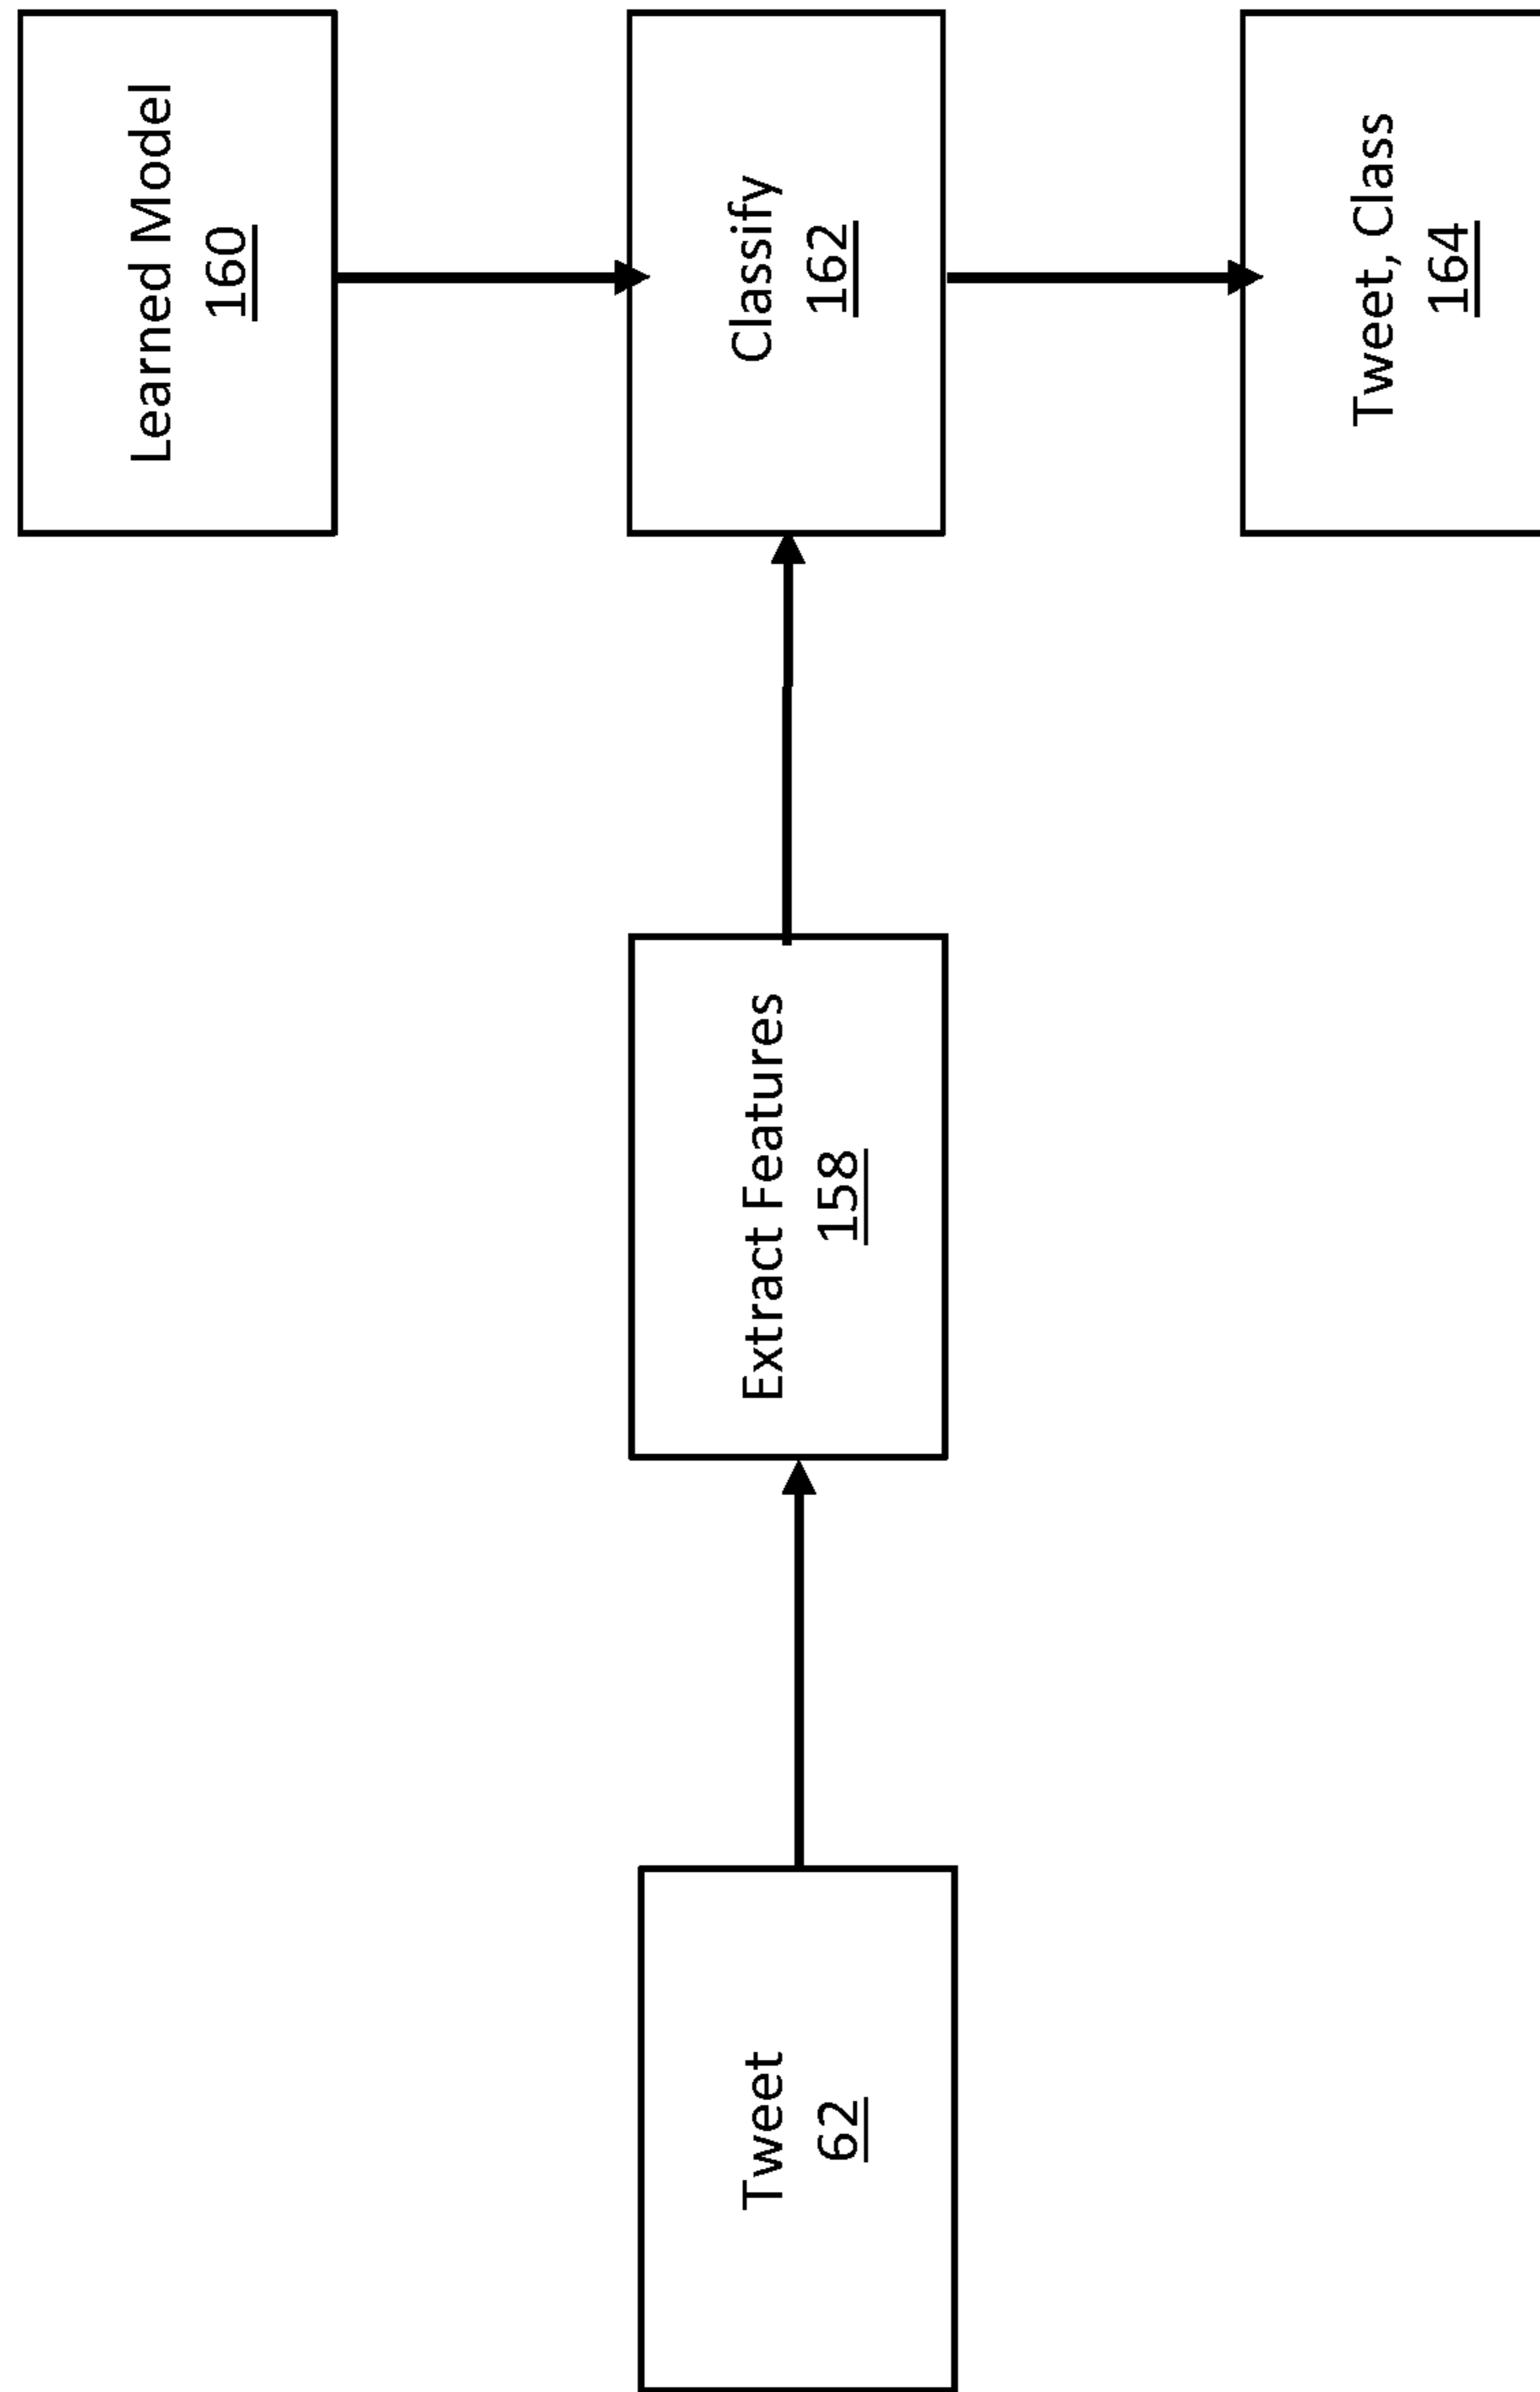 Learned Model
160
Tweet
62
Extract Features
158
Classify
162
Tweet, Class
164